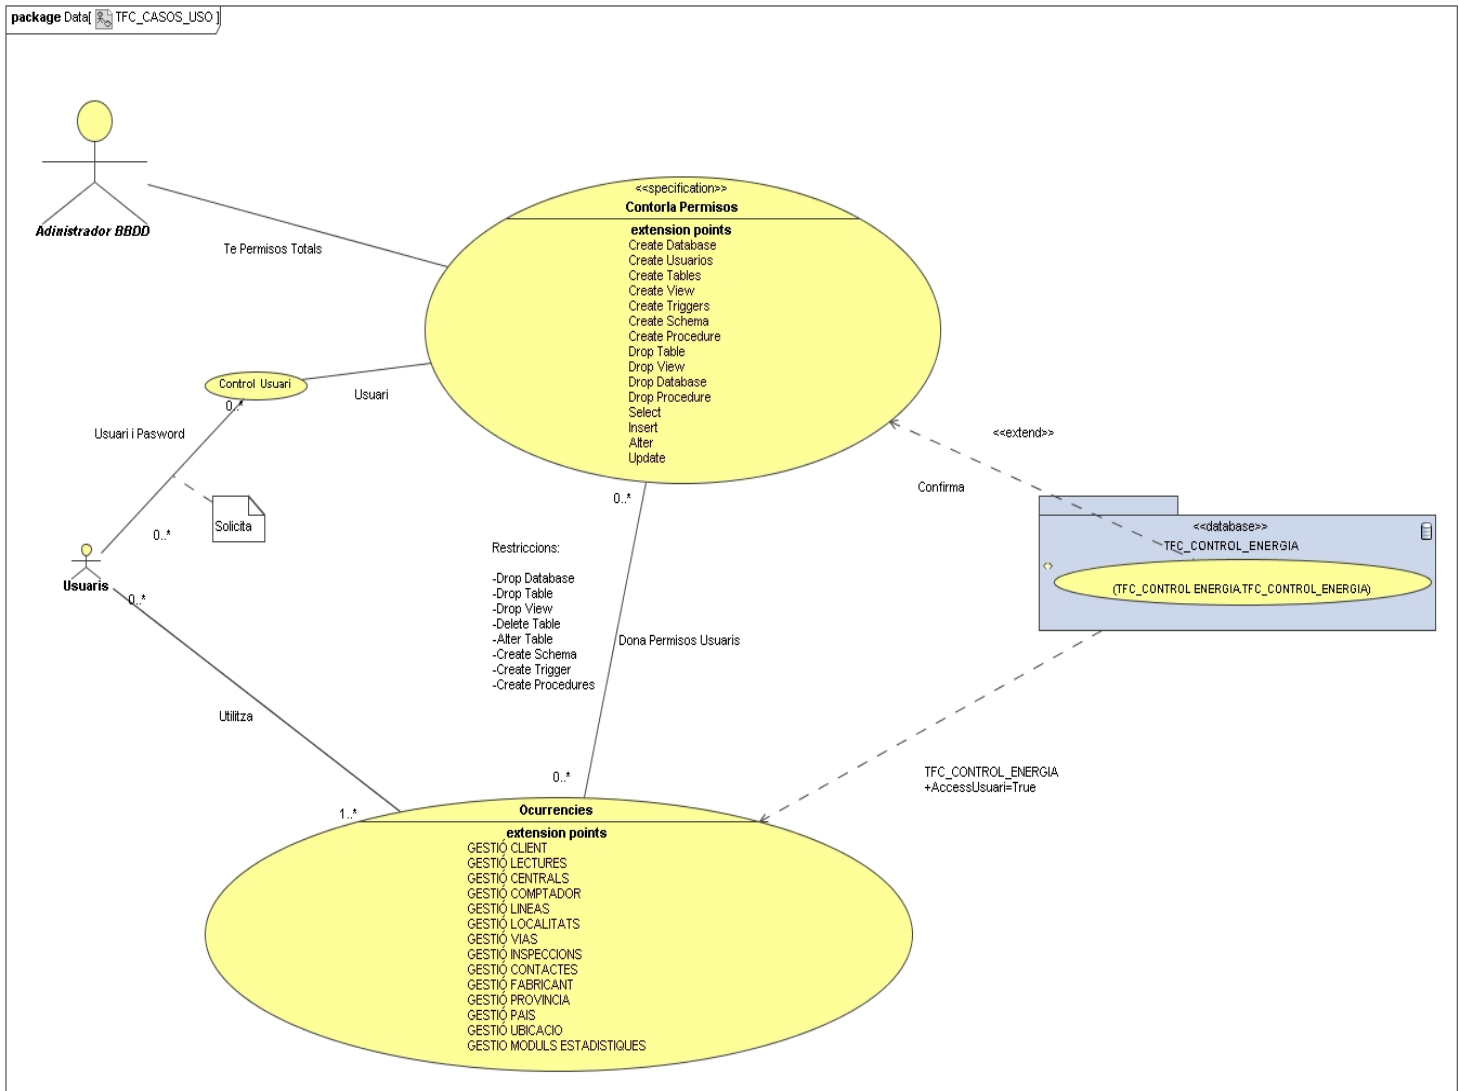 package Data[ TFC_CASOS_USO ]
Adinistrador BBDD
Te Permisos Totals
<<specification>>
Contorla Permisos
extension points
Create Database
Create Usuarios
Create Tables
Create View
Create Triggers
Create Schema
Create Procedure
Drop Table
Drop View
Drop Database
Drop Procedure
Select
Insert
Alter
Update
Control Usuari
0..*
Usuari
Usuari i Pasword
Solicita
0..*
Usuaris
0..*
<<extend>>
Confirma
<<database>>
TFC_CONTROL_ENERGIA
(TFC_CONTROL ENERGIA.TFC_CONTROL_ENERGIA)
0..*
Restriccions:
-Drop Database
-Drop Table
-Drop View
-Delete Table
-Alter Table
-Create Schema
-Create Trigger
-Create Procedures
Dona Permisos Usuaris
Utilitza
0..*
TFC_CONTROL_ENERGIA
+AccessUsuari=True
1..*
Ocurrencies
extension points
GESTIÓ CLIENT
GESTIÓ LECTURES
GESTIÓ CENTRALS
GESTIÓ COMPTADOR
GESTIÓ LINEAS
GESTIÓ LOCALITATS
GESTIÓ VIAS
GESTIÓ INSPECCIONS
GESTIÓ CONTACTES
GESTIÓ FABRICANT
GESTIÓ PROVINCIA
GESTIÓ PAIS
GESTIÓ UBICACIO
GESTIO MODULS ESTADISTIQUES